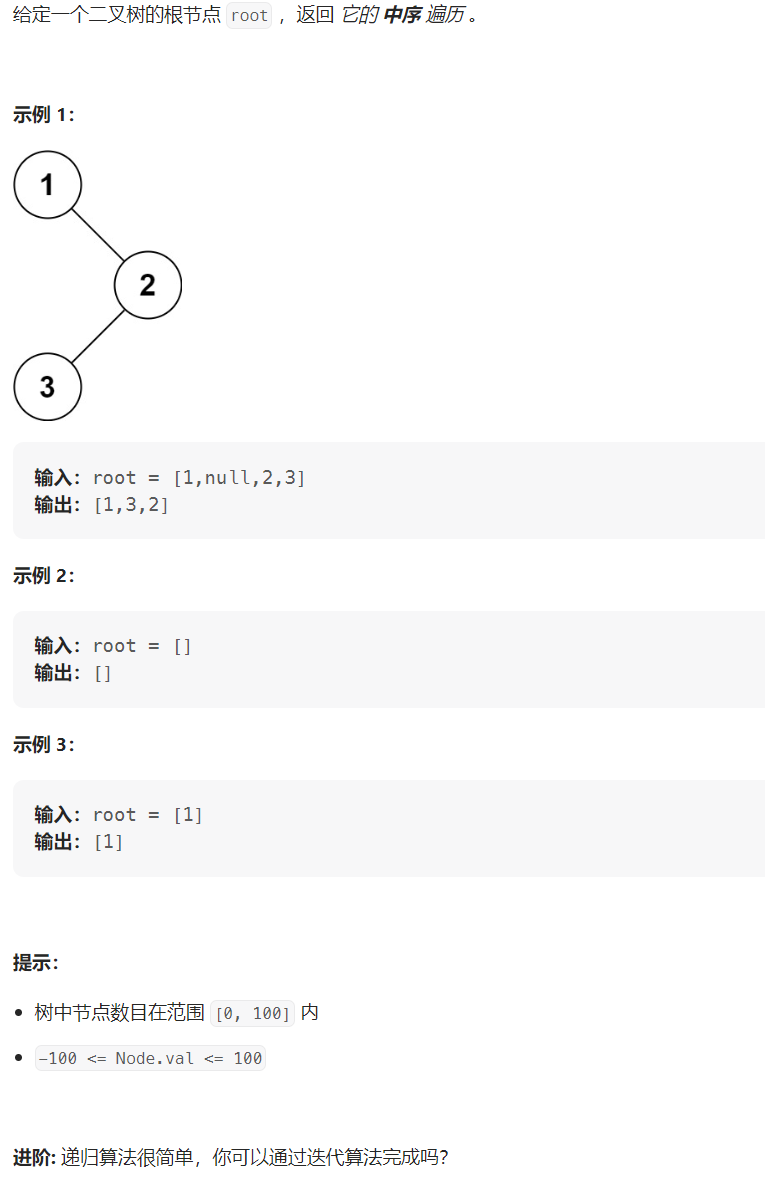 给定一个二叉树的根节点 root ，返回 它的 中序 遍历 。
示例 1：
1
2
3
输入：root = [1,null,2,3]
输出：[1,3,2]
示例 2：
输入：root = []
输出：[]
示例 3：
输入：root = [1]
输出：[1]
提示：
• 树中节点数目在范围 [0, 100] 内
• -100 <= Node.val <= 100
进阶: 递归算法很简单，你可以通过迭代算法完成吗？